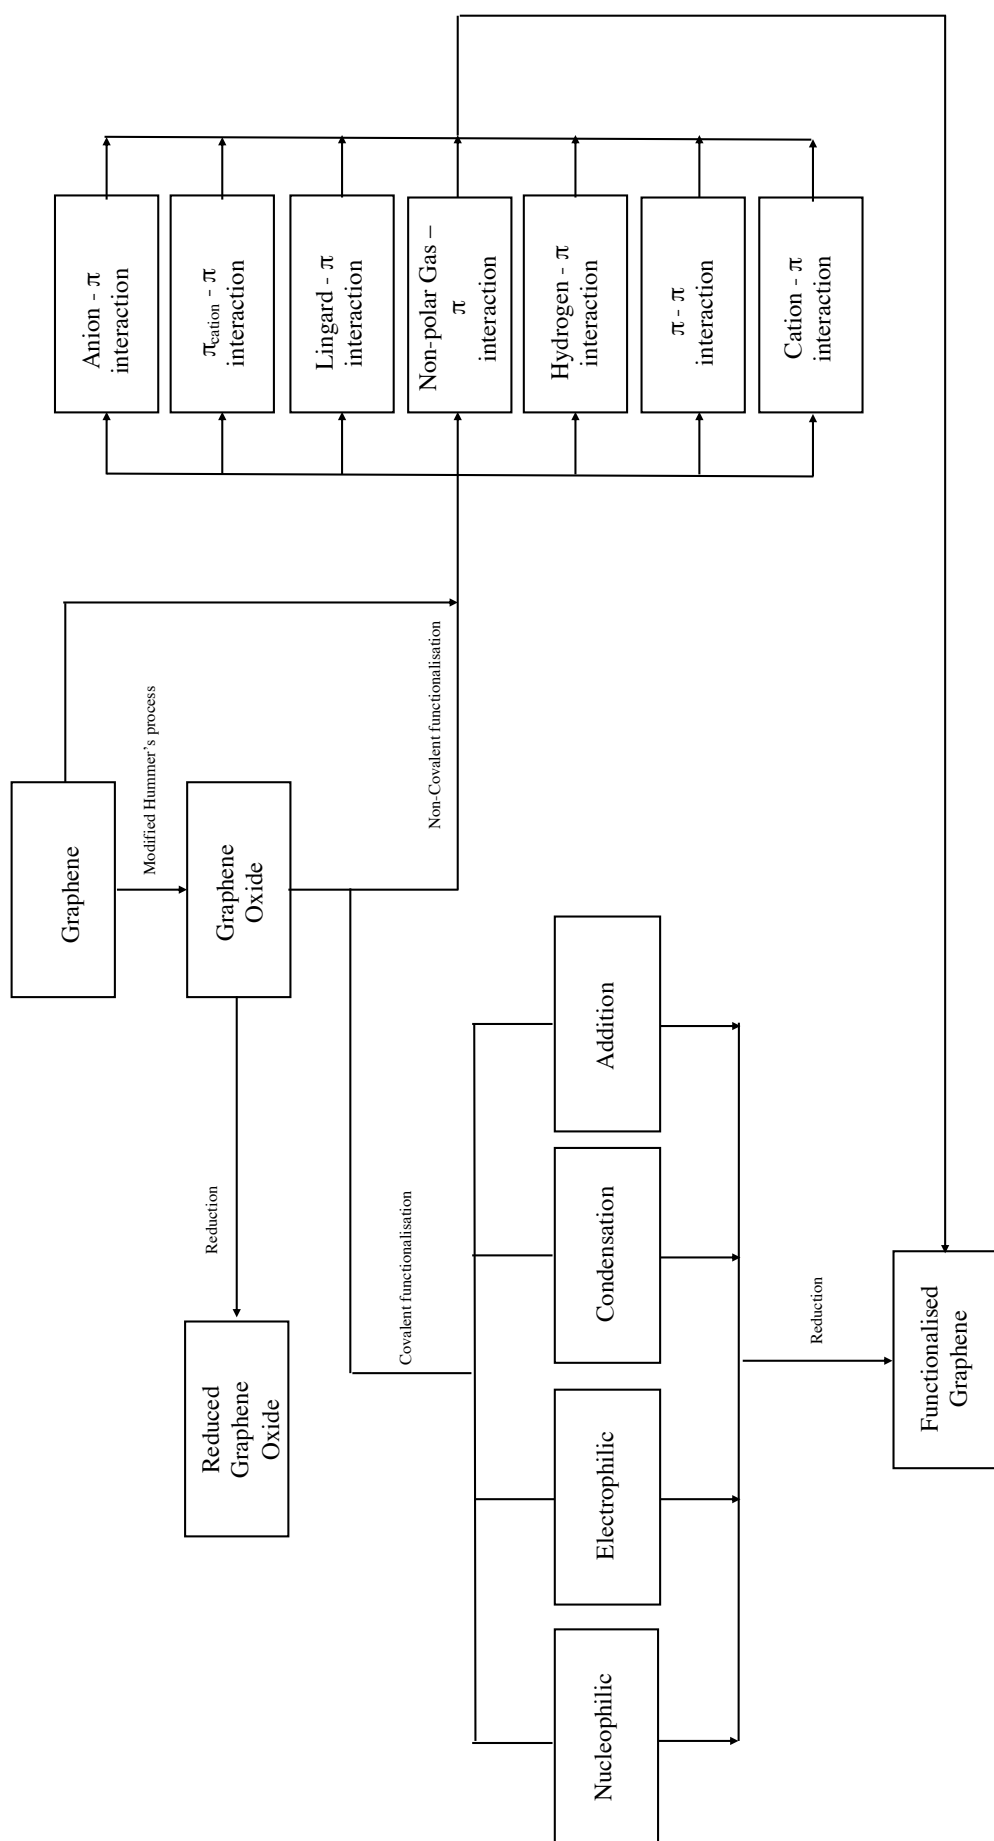 Graphene
Modified Hummer's process
Graphene
Oxide
Reduction
Reduced
Graphene
Oxide
Covalent functionalisation
Non-Covalent functionalisation
Nucleophilic
Electrophilic
Condensation
Addition
Reduction
Functionalised
Graphene
Anion - π
interaction
πcation - π
interaction
Lingard - π
interaction
Non-polar Gas –
π
interaction
Hydrogen - π
interaction
π - π
interaction
Cation - π
interaction